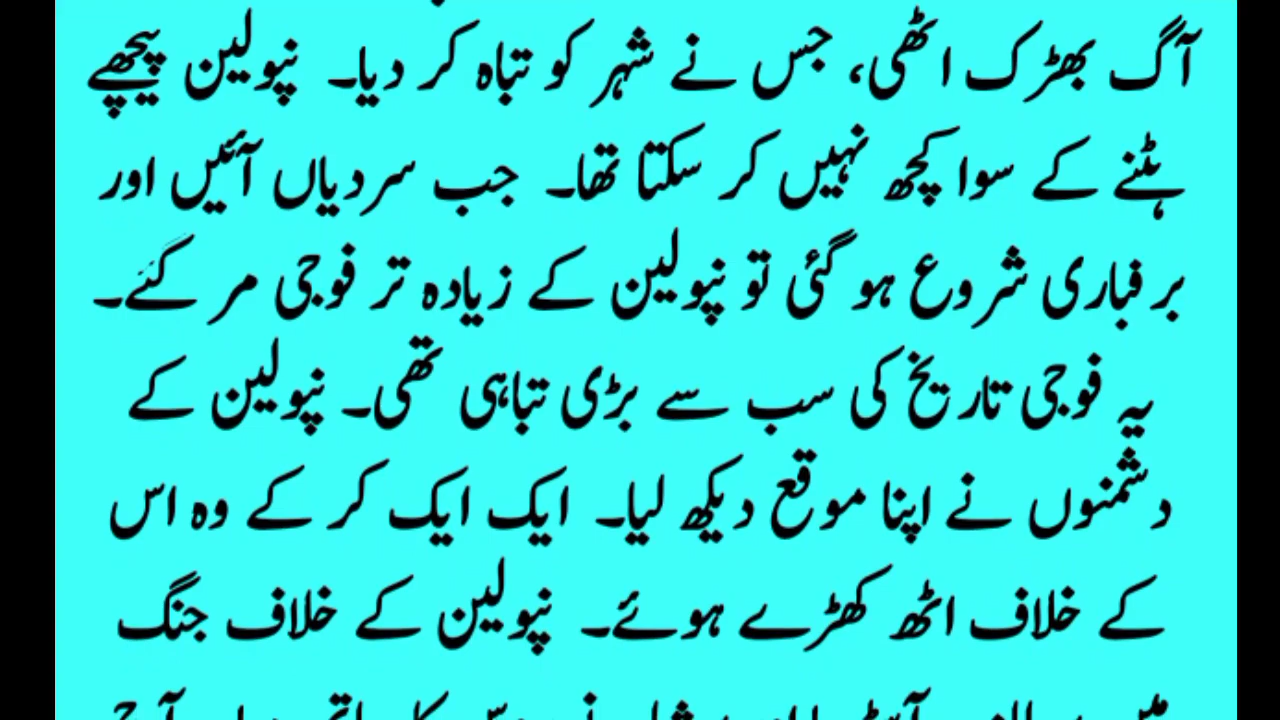 آگ بھڑک اٹھی، جس نے شہر کو تباہ کر دیا۔ نپولین پیچھے
ہٹنے کے سوا کچھ نہیں کر سکتا تھا۔ جب سردیاں آئیں اور
برفباری شروع ہو گئی تو نپولین کے زیادہ تر فوجی مر گئے۔
یہ فوجی تاریخ کی سب سے بڑی تباہی تھی۔ نپولین کے
دشمنوں نے اپنا موقع دیکھ لیا۔ ایک ایک کر کے وہ اس
کے خلاف اٹھ کھڑے ہوئے۔ نپولین کے خلاف جنگ